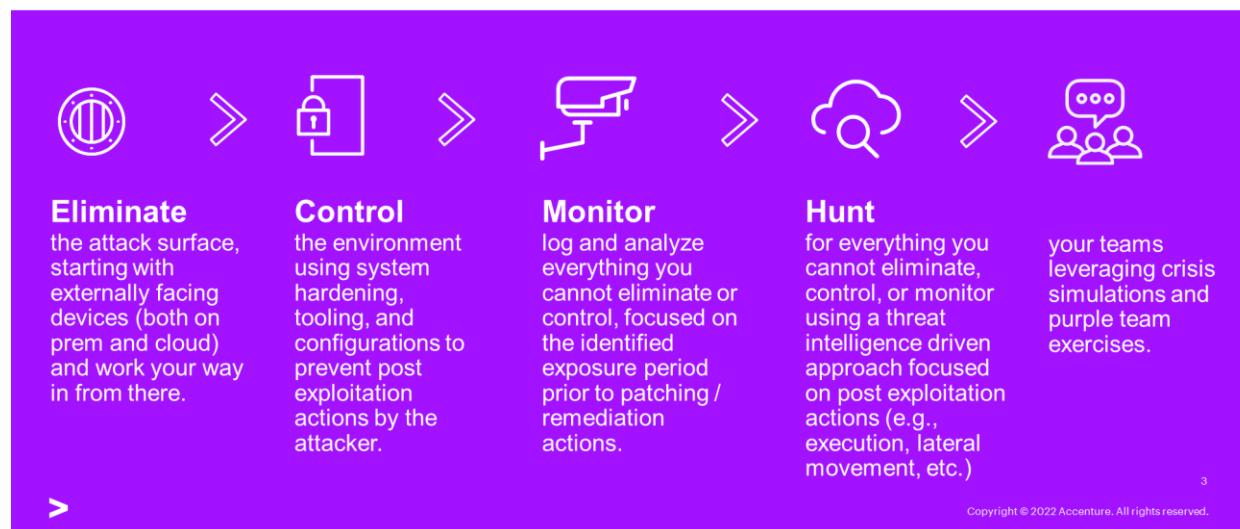 Eliminate
the attack surface,
starting with
externally facing
devices (both on
prem and cloud)
and work your way
in from there.
Control
the environment
using system
hardening,
tooling, and
configurations to
prevent post
exploitation
actions by the
attacker.
Monitor
log and analyze
everything you
cannot eliminate or
control, focused on
the identified
exposure period
prior to patching /
remediation
actions.
Hunt
for everything you
cannot eliminate,
control, or monitor
using a threat
intelligence driven
approach focused
on post exploitation
actions (e.g.,
execution, lateral
movement, etc.)
your teams
leveraging crisis
simulations and
purple team
exercises.
3
Copyright © 2022 Accenture. All rights reserved.